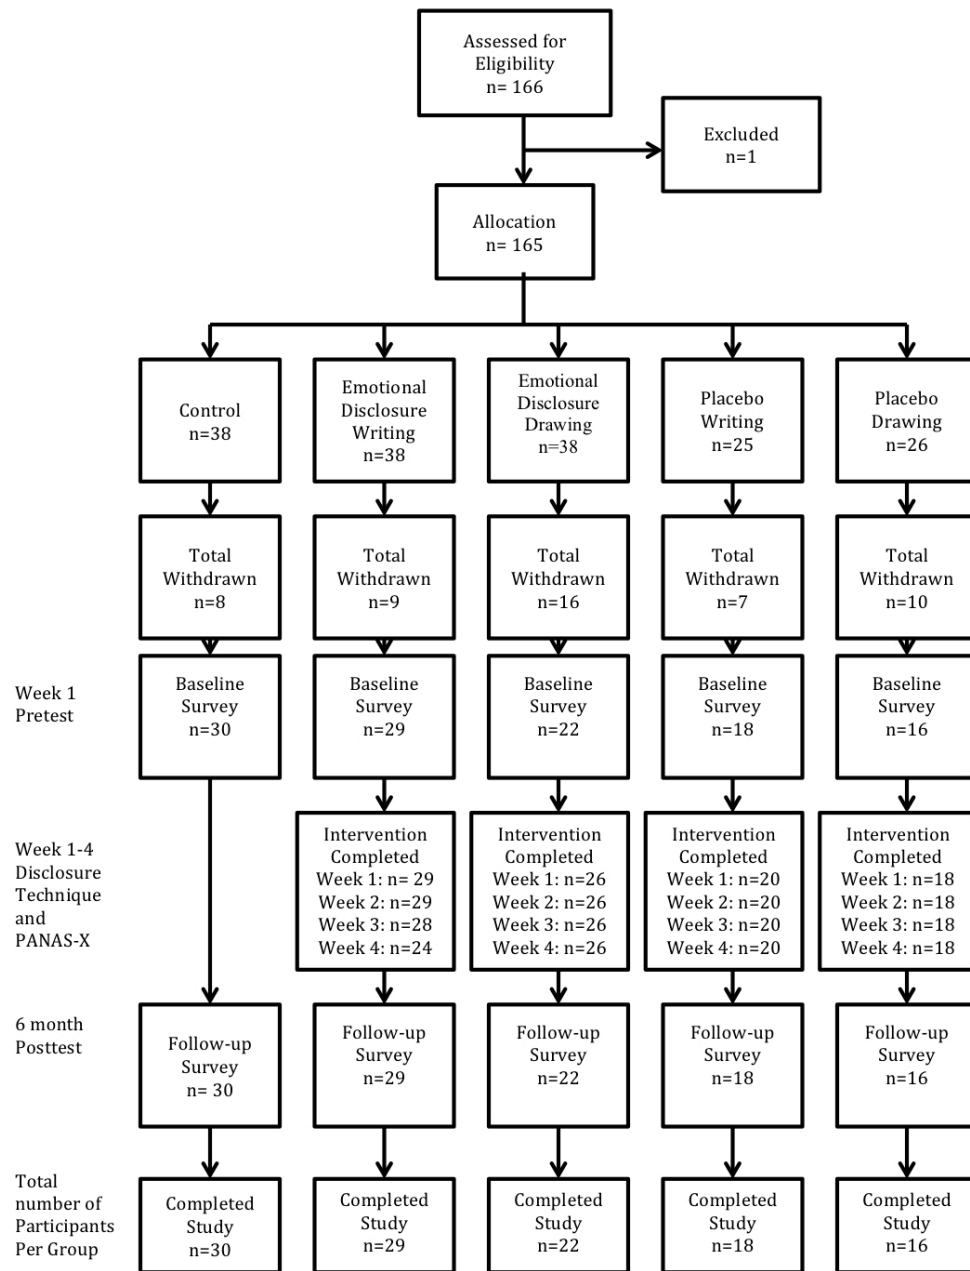 Assessed for
Eligibility
n= 166
Excluded
n=1
Allocation
n= 165
Control
n=38
Emotional
Disclosure
Writing
n=38
Emotional
Disclosure
Drawing
n=38
Placebo
Writing
n=25
Placebo
Drawing
n=26
Total
Withdrawn
n=8
Total
Withdrawn
n=9
Total
Withdrawn
n=16
Total
Withdrawn
n=7
Total
Withdrawn
n=10
Week 1
Pretest
Baseline
Survey
n=30
Baseline
Survey
n=29
Baseline
Survey
n=22
Baseline
Survey
n=18
Baseline
Survey
n=16
Week 1-4
Disclosure
Technique
and
PANAS-X
Intervention
Completed
Week 1: n= 29
Week 2: n=29
Week 3: n=28
Week 4: n=24
Intervention
Completed
Week 1: n=26
Week 2: n=26
Week 3: n=26
Week 4: n=26
Intervention
Completed
Week 1: n=20
Week 2: n=20
Week 3: n=20
Week 4: n=20
Intervention
Completed
Week 1: n=18
Week 2: n=18
Week 3: n=18
Week 4: n=18
6 month
Posttest
Follow-up
Survey
n= 30
Follow-up
Survey
n=29
Follow-up
Survey
n=22
Follow-up
Survey
n=18
Follow-up
Survey
n=16
Total
number of
Participants
Per Group
Completed
Study
n=30
Completed
Study
n=29
Completed
Study
n=22
Completed
Study
n=18
Completed
Study
n=16